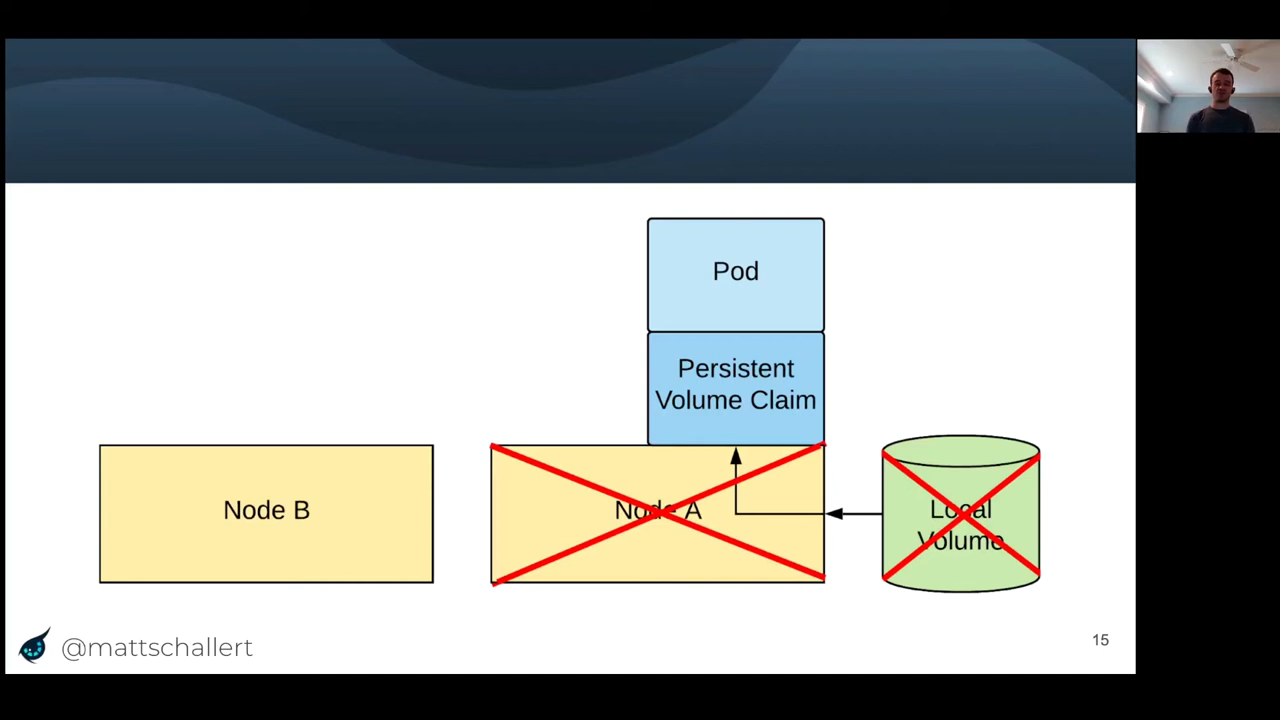 Pod
Persistent
Volume Claim
Node B
Node A
Local
Volume
@mattschallert
15